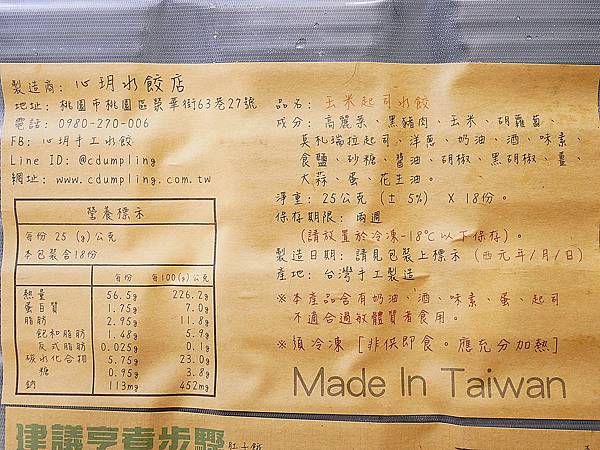 製造商: 心玥水餃店
地址: 桃園市桃園區榮華街63巷27號
電話: 0980-270-006
FB: 心玥手工水餃
Line ID: @cdumpling
網址: www.cdumpling.com.tw
營養標示
每份 25 (g)公克
本包裝含18份
每份 每100(g)公克
熱量 56.5g 226.2g
蛋白質 1.75g 7.0g
脂肪 2.95g 11.8g
飽和脂肪 1.48g 5.9g
反式脂肪 0.025g 0.1g
碳水化合物 5.75g 23.0g
糖 0.95g 3.8g
鈉 113mg 452mg
品名: 玉米起司水餃
成分: 高麗菜、黑豬肉、玉米、胡蘿蔔、
莫札瑞拉起司、洋蔥、奶油、酒、味素、
食鹽、砂糖、醬油、胡椒、黑胡椒、薑、
大蒜、蛋、花生油。
淨重: 25公克 (± 5%) X 18份。
保存期限: 兩週
(請放置於冷凍-18℃以下保存)。
製造日期: 請見包裝上標示 (西元年/月/日)
產地: 台灣手工製造
※本產品含有奶油、酒、味素、蛋、起司
不適合過敏體質者食用。
※須冷凍 [非供即食。應充分加熱]
Made In Taiwan
建議烹煮步驟